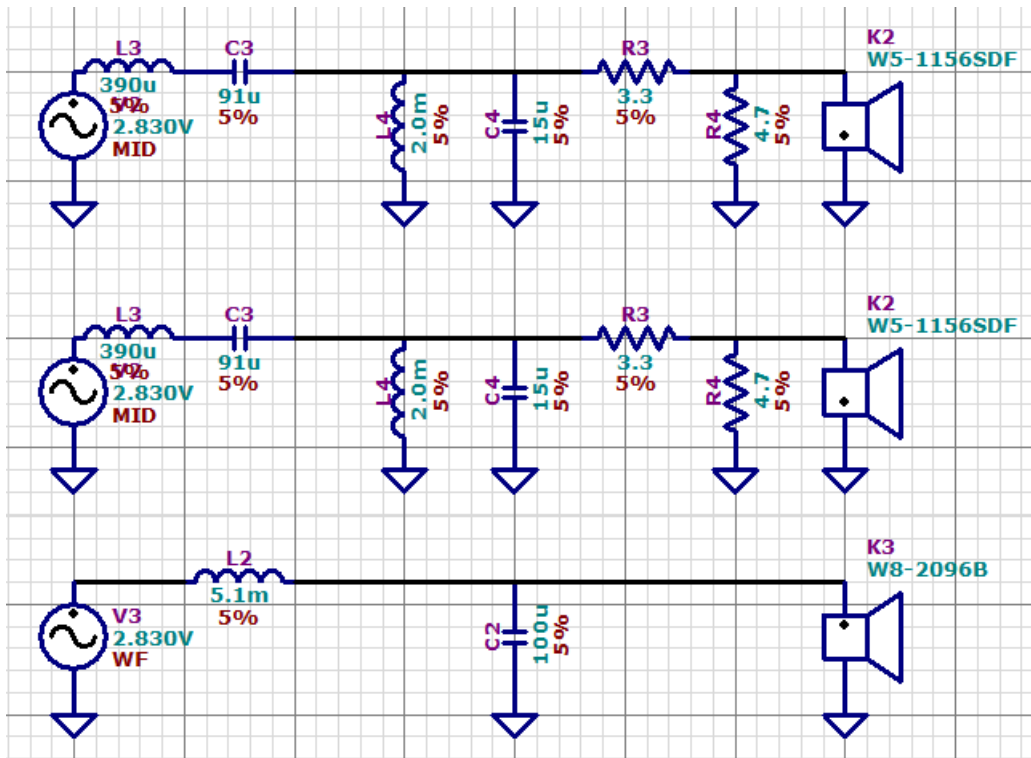 L3
390u
5%
C3
91u
5%
V2
2.830V
MID
L4
2.0m
5%
C4
15u
5%
R3
3.3
5%
R4
4.7
5%
K2
W5-1156SDF
L3
390u
5%
C3
91u
5%
V2
2.830V
MID
L4
2.0m
5%
C4
15u
5%
R3
3.3
5%
R4
4.7
5%
K2
W5-1156SDF
L2
5.1m
5%
V3
2.830V
WF
C2
100u
5%
K3
W8-2096B